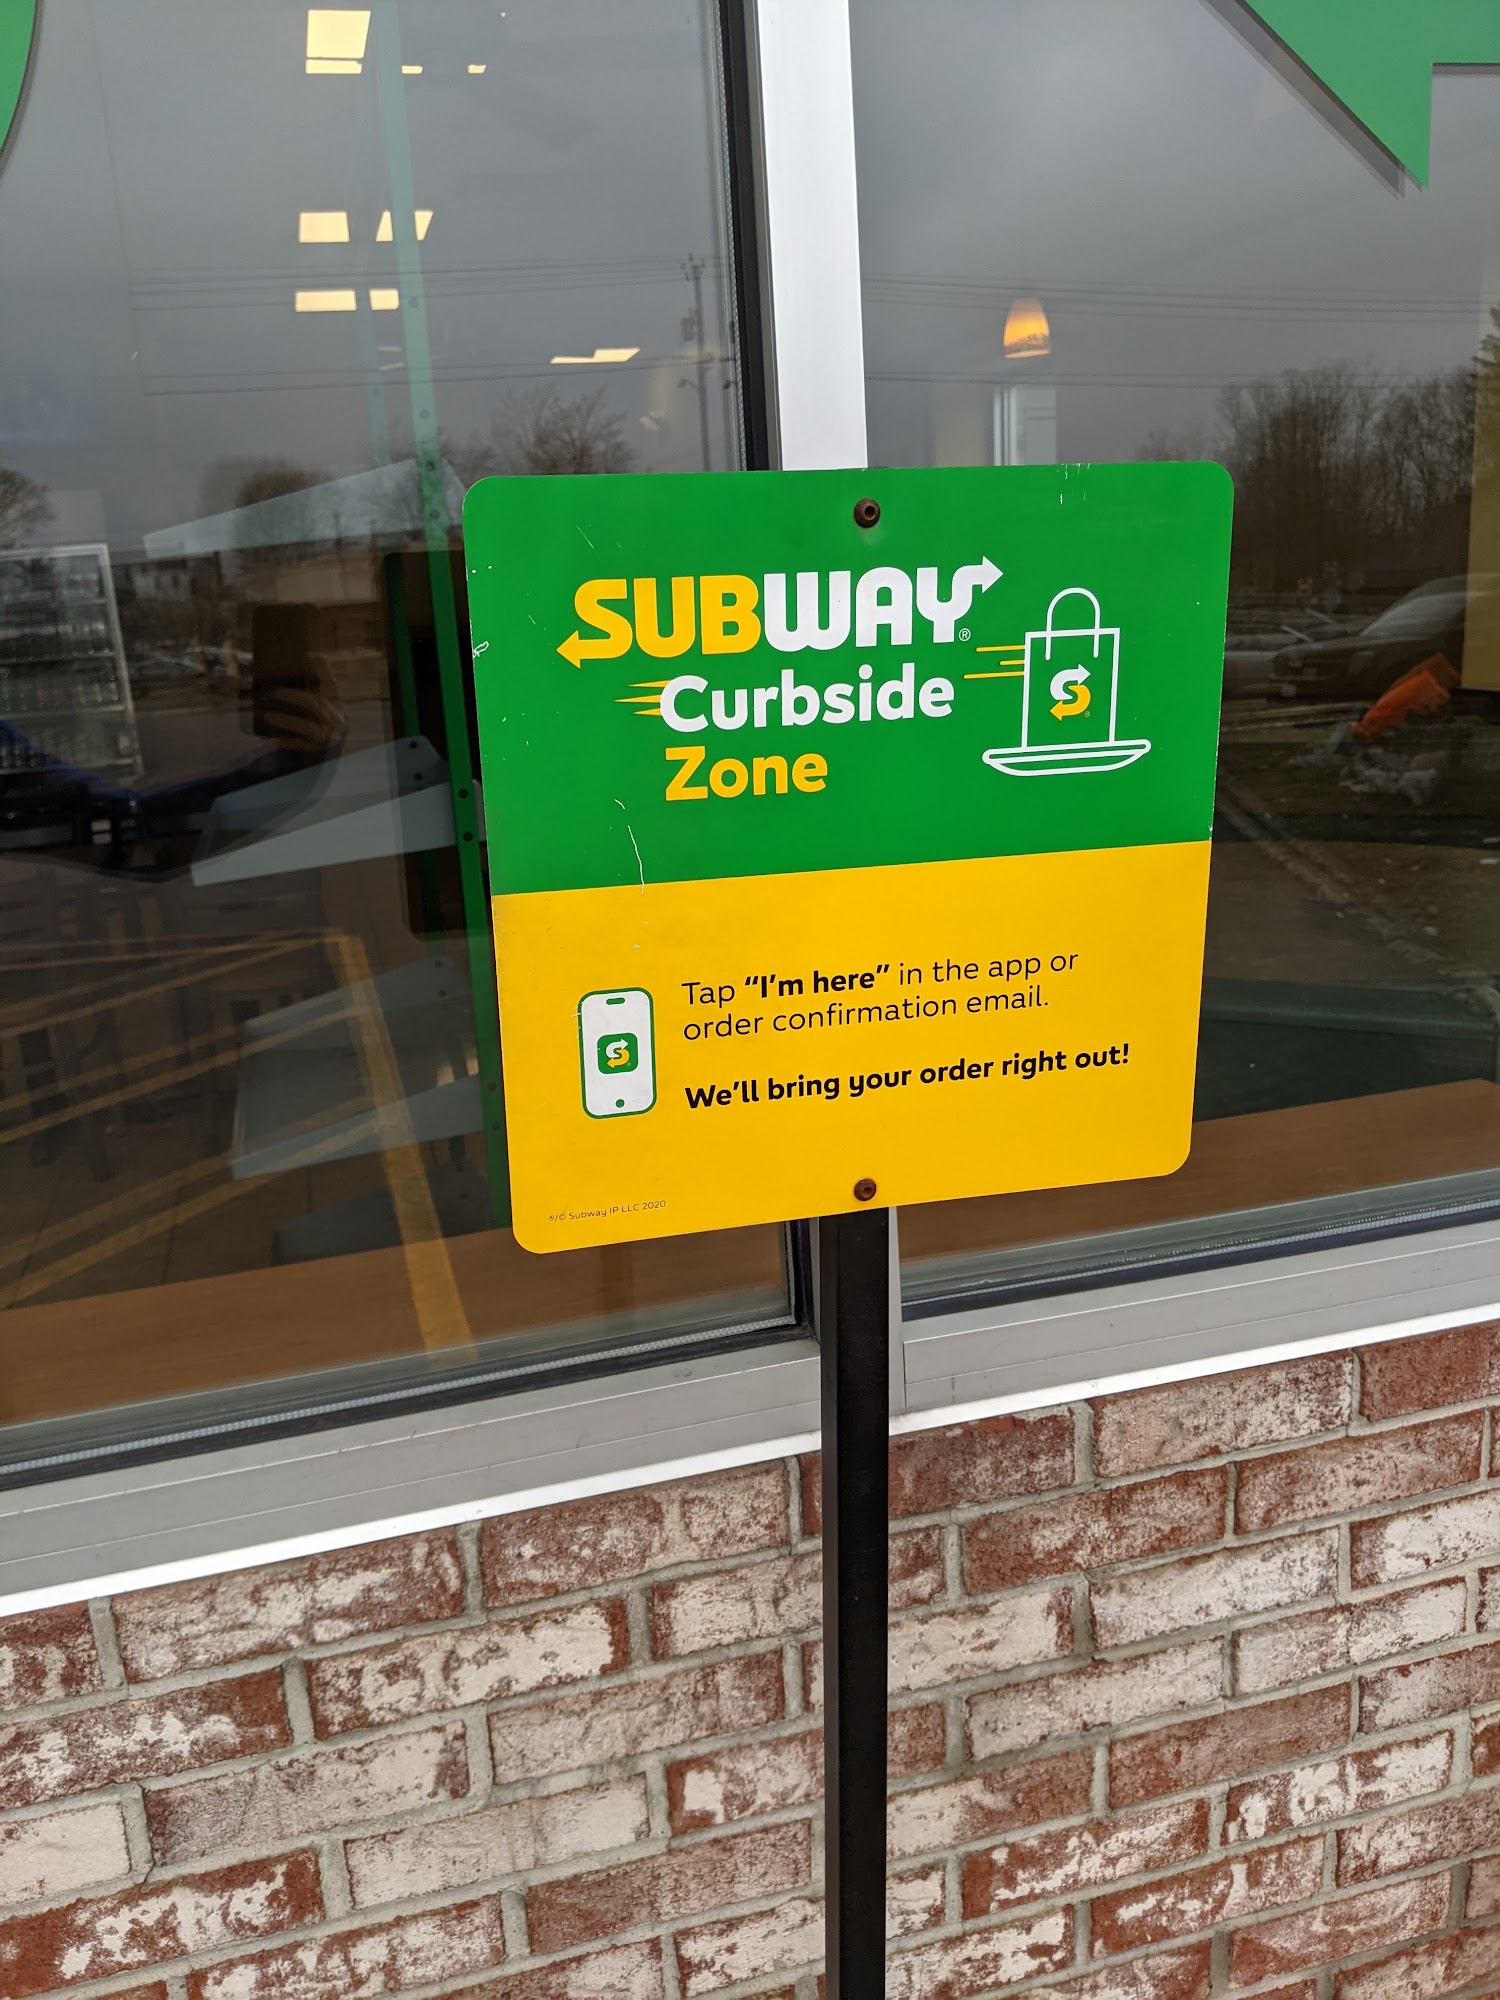 SUBWAY®
Curbside
Zone
Tap "I'm here" in the app or
order confirmation email.
We'll bring your order right out!
®/© Subway IP LLC 2020